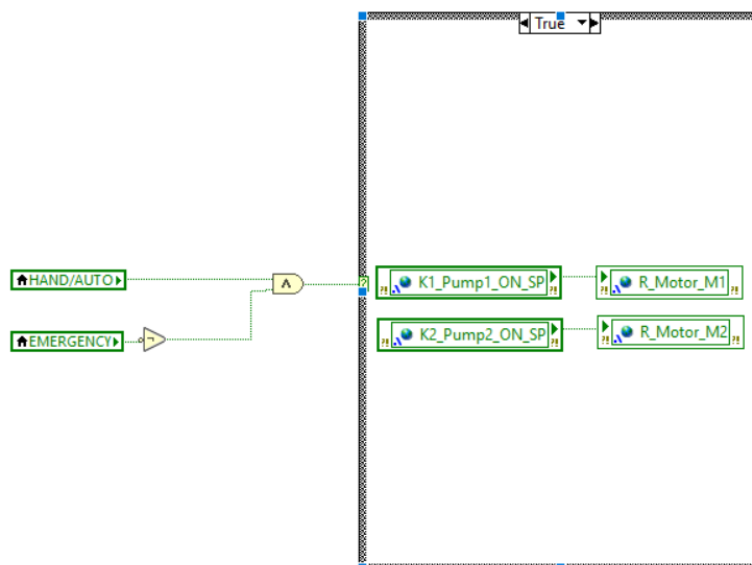 True
HAND/AUTO
K1_Pump1_ON_SP
R_Motor_M1
EMERGENCY
K2_Pump2_ON_SP
R_Motor_M2